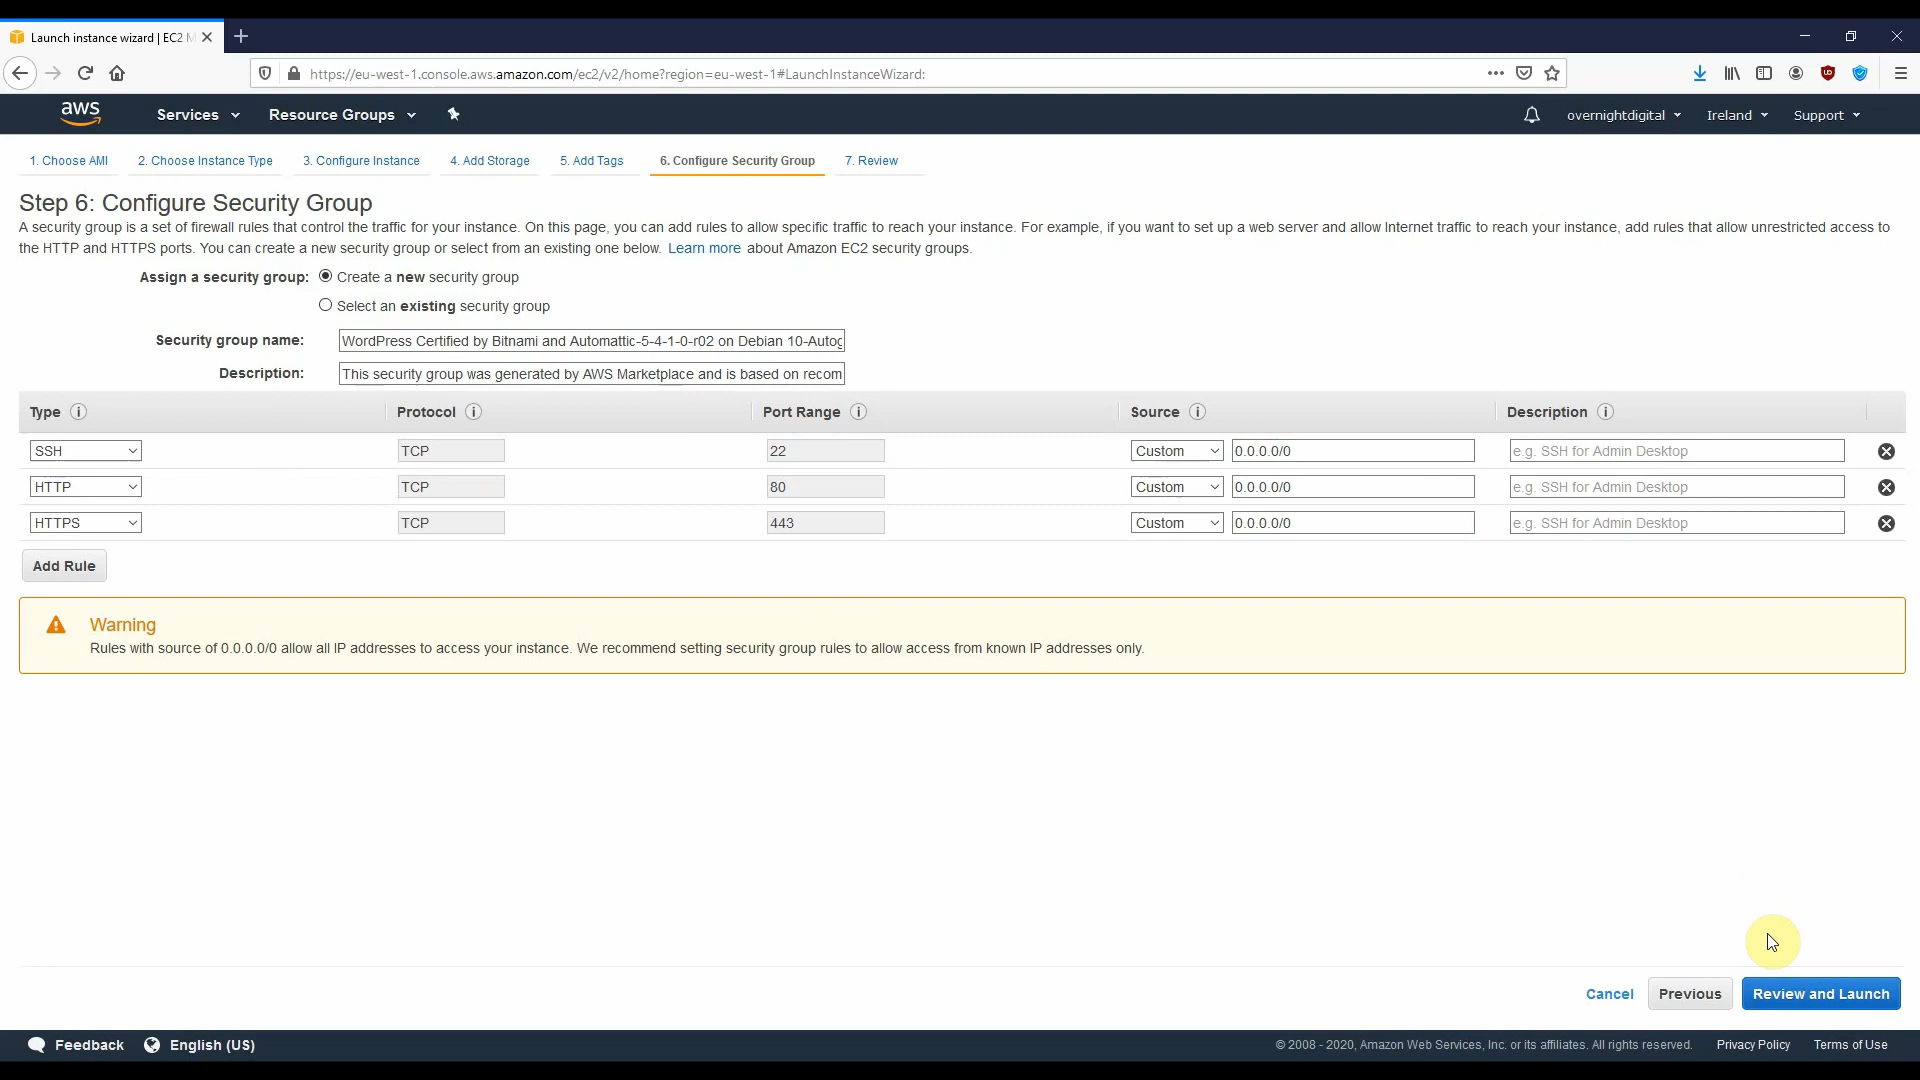 Launch instance wizard | EC2 M
https://eu-west-1.console.aws.amazon.com/ec2/v2/home?region=eu-west-1#LaunchInstanceWizard:
aws Services Resource Groups overnightdigital Ireland Support
1. Choose AMI 2. Choose Instance Type 3. Configure Instance 4. Add Storage 5. Add Tags 6. Configure Security Group 7. Review
Step 6: Configure Security Group
A security group is a set of firewall rules that control the traffic for your instance. On this page, you can add rules to allow specific traffic to reach your instance. For example, if you want to set up a web server and allow Internet traffic to reach your instance, add rules that allow unrestricted access to
the HTTP and HTTPS ports. You can create a new security group or select from an existing one below. Learn more about Amazon EC2 security groups.
Assign a security group: Create a new security group
Select an existing security group
Security group name: WordPress Certified by Bitnami and Automattic-5-4-1-0-r02 on Debian 10-Autog
Description: This security group was generated by AWS Marketplace and is based on recom
Type i Protocol i Port Range i Source i Description i
SSH TCP 22 Custom 0.0.0.0/0 e.g. SSH for Admin Desktop
HTTP TCP 80 Custom 0.0.0.0/0 e.g. SSH for Admin Desktop
HTTPS TCP 443 Custom 0.0.0.0/0 e.g. SSH for Admin Desktop
Add Rule
Warning
Rules with source of 0.0.0.0/0 allow all IP addresses to access your instance. We recommend setting security group rules to allow access from known IP addresses only.
Cancel Previous Review and Launch
Feedback English (US) © 2008 - 2020, Amazon Web Services, Inc. or its affiliates. All rights reserved. Privacy Policy Terms of Use